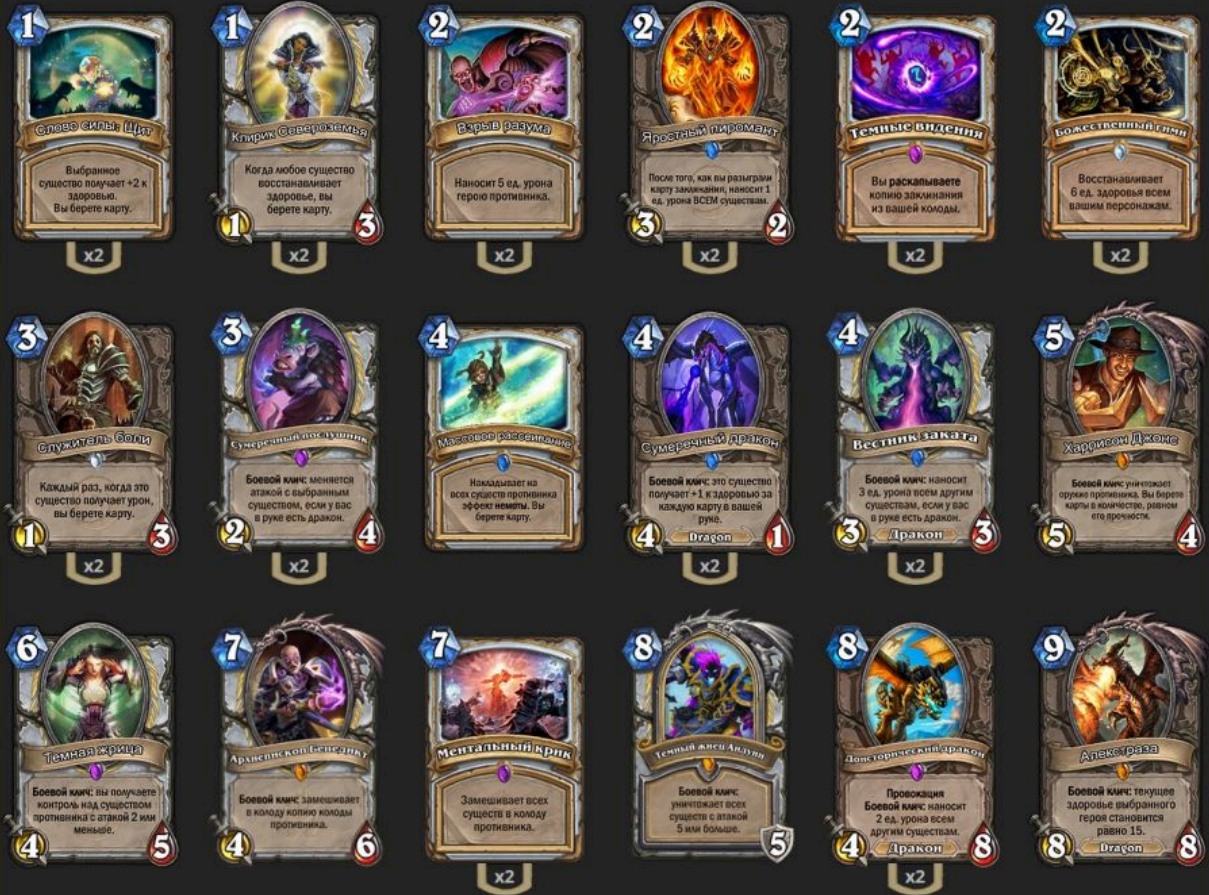 1
Слово силы: Щит
Выбранное
существо получает +2 к
здоровью.
Вы берете карту.
x2
1
Клирик Североземья
Когда любое существо
восстанавливает
здоровье, вы
берете карту.
1
3
x2
2
Взрыв разума
Наносит 5 ед. урона
герою противника.
x2
2
Яростный пиромант
После того, как вы разыграли
карту заклинания, наносит 1
ед. урона ВСЕМ существам.
3
2
x2
2
Темные видения
Вы раскапываете
копию заклинания
из вашей колоды.
x2
2
Божественный гимн
Восстанавливает
6 ед. здоровья всем
вашим персонажам.
x2
3
Служитель боли
Каждый раз, когда это
существо получает урон,
вы берете карту.
1
3
x2
3
Сумеречный послушник
Боевой клич: меняется
атакой с выбранным
существом, если у вас
в руке есть дракон.
2
4
x2
4
Массовое рассеивание
Накладывает на
всех существ противника
эффект немоты. Вы
берете карту.
4
Сумеречный дракон
Боевой клич: это существо
получает +1 к здоровью за
каждую карту в вашей
руке.
4
Dragon
1
x2
4
Вестник заката
Боевой клич: наносит
3 ед. урона всем другим
существам, если у вас
в руке есть дракон.
3
Дракон
3
x2
5
Харрисон Джонс
Боевой клич: уничтожает
оружие противника. Вы берете
карты в количестве, равном
его прочности.
5
4
6
Темная жрица
Боевой клич: вы получаете
контроль над существом
противника с атакой 2 или
меньше.
4
5
7
Архиепископ Бенедикт
Боевой клич: замешивает
в колоду копию колоды
противника.
4
6
7
Ментальный крик
Замешивает всех
существ в колоду
противника.
x2
8
Темный жнец Андуин
Боевой клич:
уничтожает всех
существ с атакой
5 или больше.
5
8
Доисторический дракон
Провокация
Боевой клич: наносит
2 ед. урона всем
другим существам.
4
Дракон
8
x2
9
Алекстраза
Боевой клич: текущее
здоровье выбранного
героя становится
равно 15.
8
Dragon
8